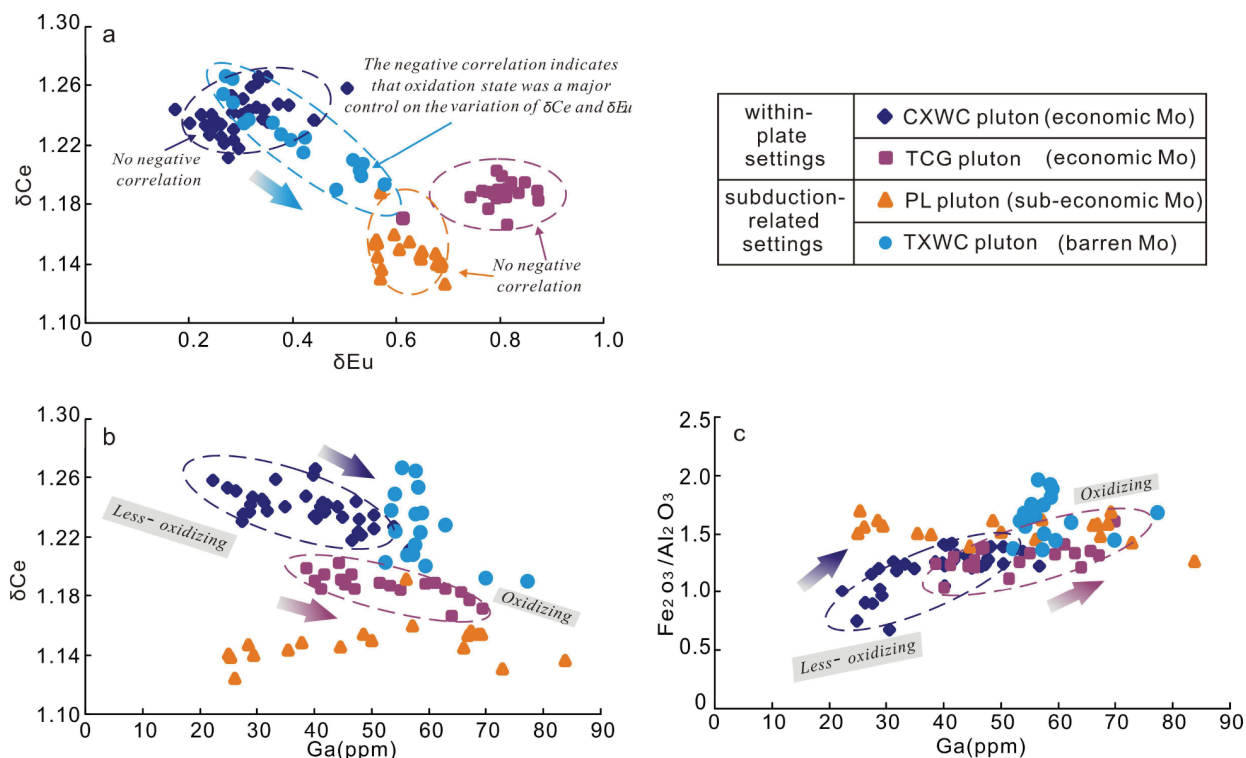 a
1.30
1.26
1.22
1.18
1.14
1.10
δCe
0
0.2
0.4
0.6
0.8
1.0
δEu
The negative correlation indicates
that oxidation state was a major
control on the variation of δCe and δEu
No negative
correlation
No negative
correlation
within-
plate
settings
CXWC pluton (economic Mo)
TCG pluton (economic Mo)
subduction-
related
settings
PL pluton (sub-economic Mo)
TXWC pluton (barren Mo)
b
1.30
1.26
1.22
1.18
1.14
1.10
δCe
Less- oxidizing
Oxidizing
0
10
20
30
40
50
60
70
80
90
Ga(ppm)
c
2.5
2.0
1.5
1.0
0.5
0
Fe2 O3 /Al2 O3
Oxidizing
Less- oxidizing
0
10
20
30
40
50
60
70
80
90
Ga(ppm)